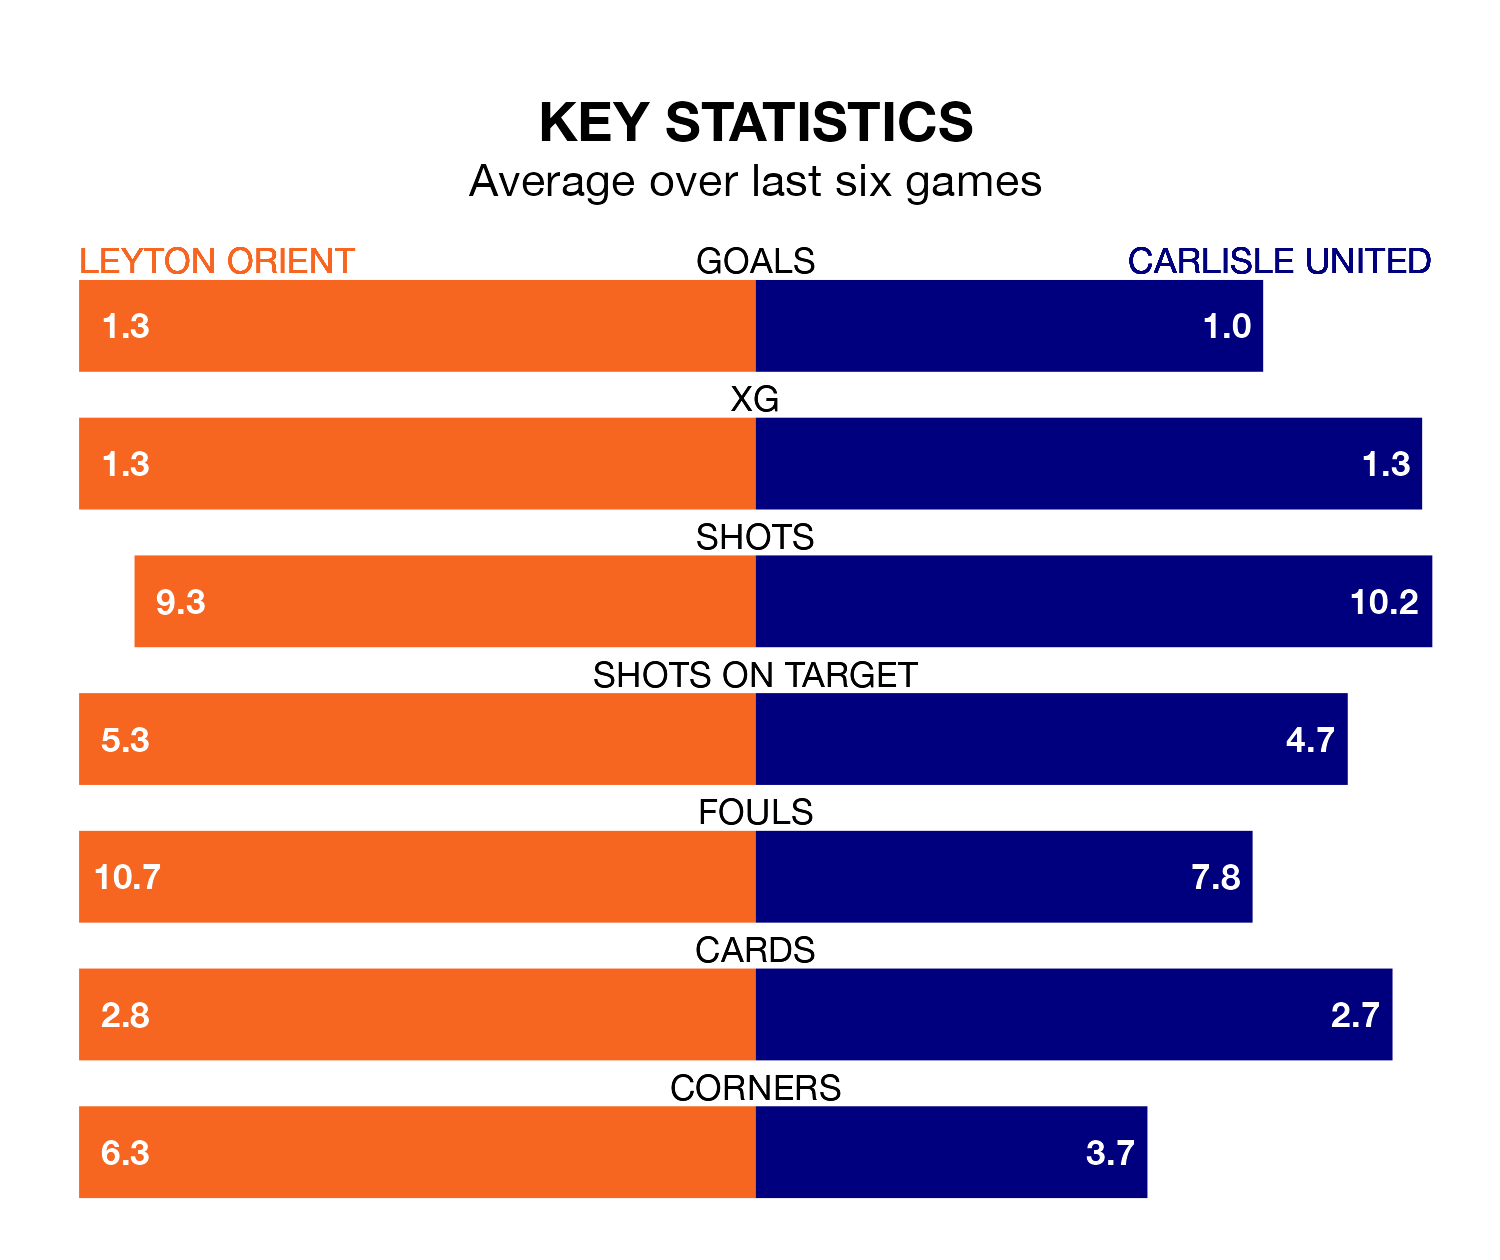 KEY STATISTICS
Average over last six games
LEYTON ORIENT GOALS CARLISLE UNITED
1.3 1.0
XG
1.3 1.3
SHOTS
9.3 10.2
SHOTS ON TARGET
5.3 4.7
FOULS
10.7 7.8
CARDS
2.8 2.7
CORNERS
6.3 3.7